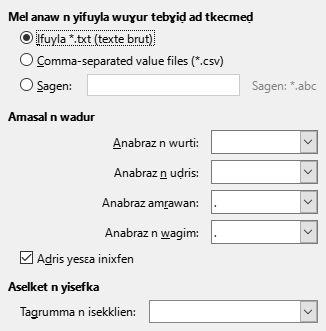 Mel anaw n yifuyla wuɣur tebɣiḍ ad tkecmeḍ
Ifuyla *.txt (texte brut)
Comma-separated value files (*.csv)
Sagen:
Sagen: *.abc
Amasal n wadur
Anabraz n wurti:
Anabraz n uḍris:
Anabraz amrawan: .
Anabraz n wagim: .
Adris yesɛa inixfen
Aselket n yisefka
Tagrumma n isekklien: